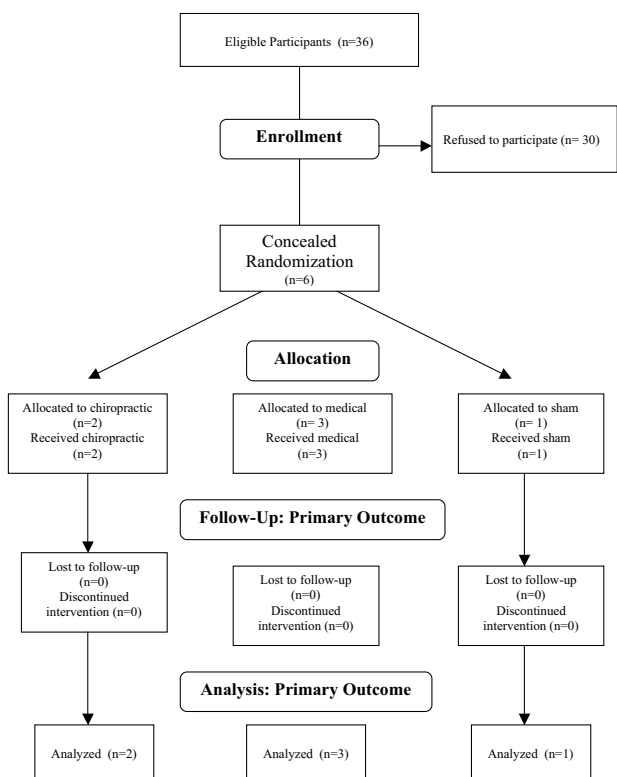 Eligible Participants (n=36)
Enrollment
Refused to participate (n= 30)
Concealed
Randomization
(n=6)
Allocation
Allocated to chiropractic
(n=2)
Received chiropractic
(n=2)
Allocated to medical
(n= 3)
Received medical
(n=3)
Allocated to sham
(n= 1)
Received sham
(n=1)
Follow-Up: Primary Outcome
Lost to follow-up
(n=0)
Discontinued
intervention (n=0)
Lost to follow-up
(n=0)
Discontinued
intervention (n=0)
Lost to follow-up
(n=0)
Discontinued
intervention (n=0)
Analysis: Primary Outcome
Analyzed (n=2)
Analyzed (n=3)
Analyzed (n=1)